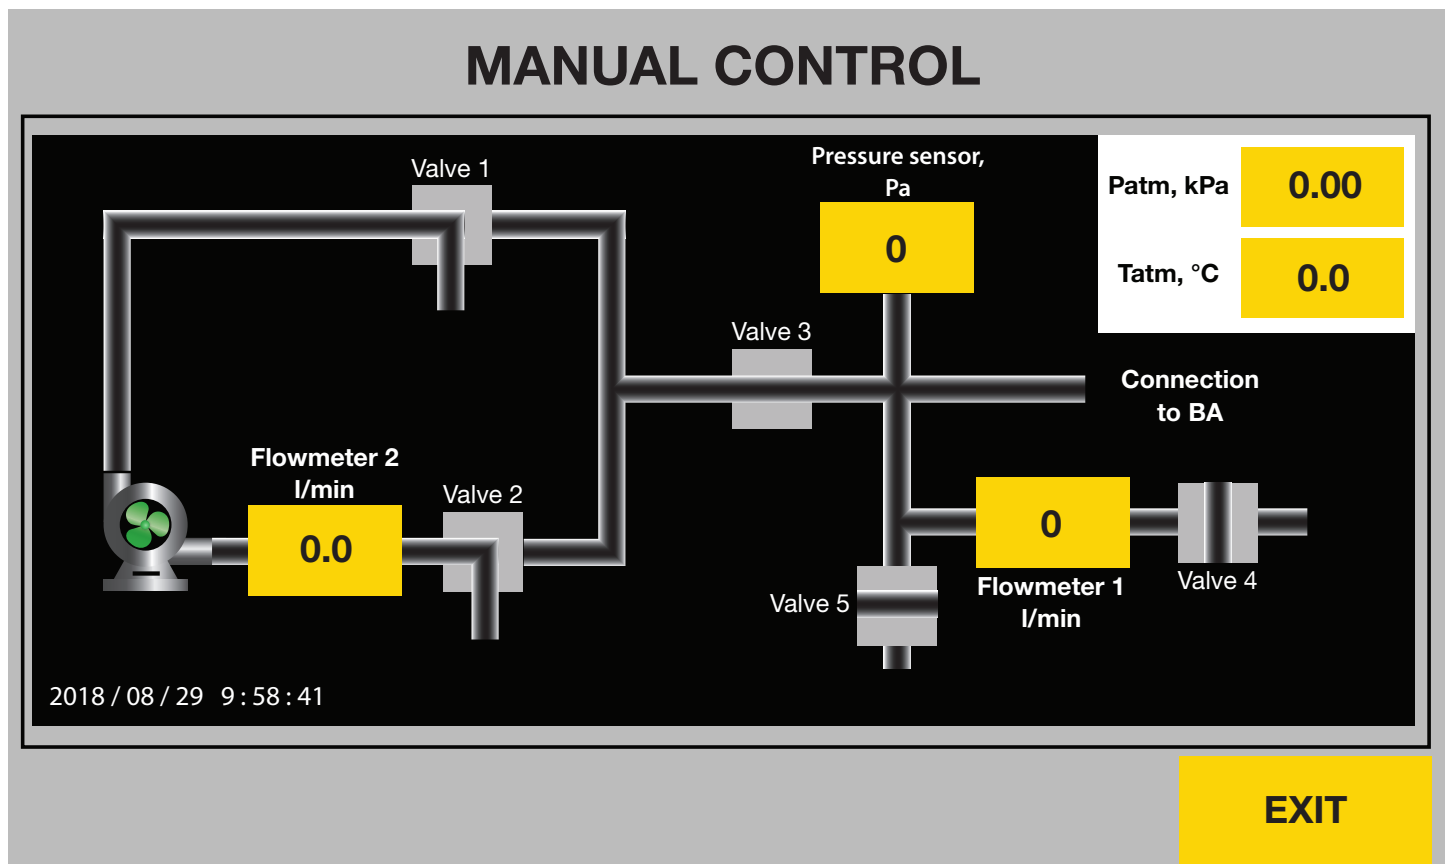 MANUAL CONTROL
Valve 1
Pressure sensor,
Pa
0
Patm, kPa
0.00
Tatm, °C
0.0
Valve 3
Connection
to BA
Flowmeter 2
l/min
0.0
Valve 2
0
Flowmeter 1
l/min
Valve 4
Valve 5
2018 / 08 / 29 9 : 58 : 41
EXIT